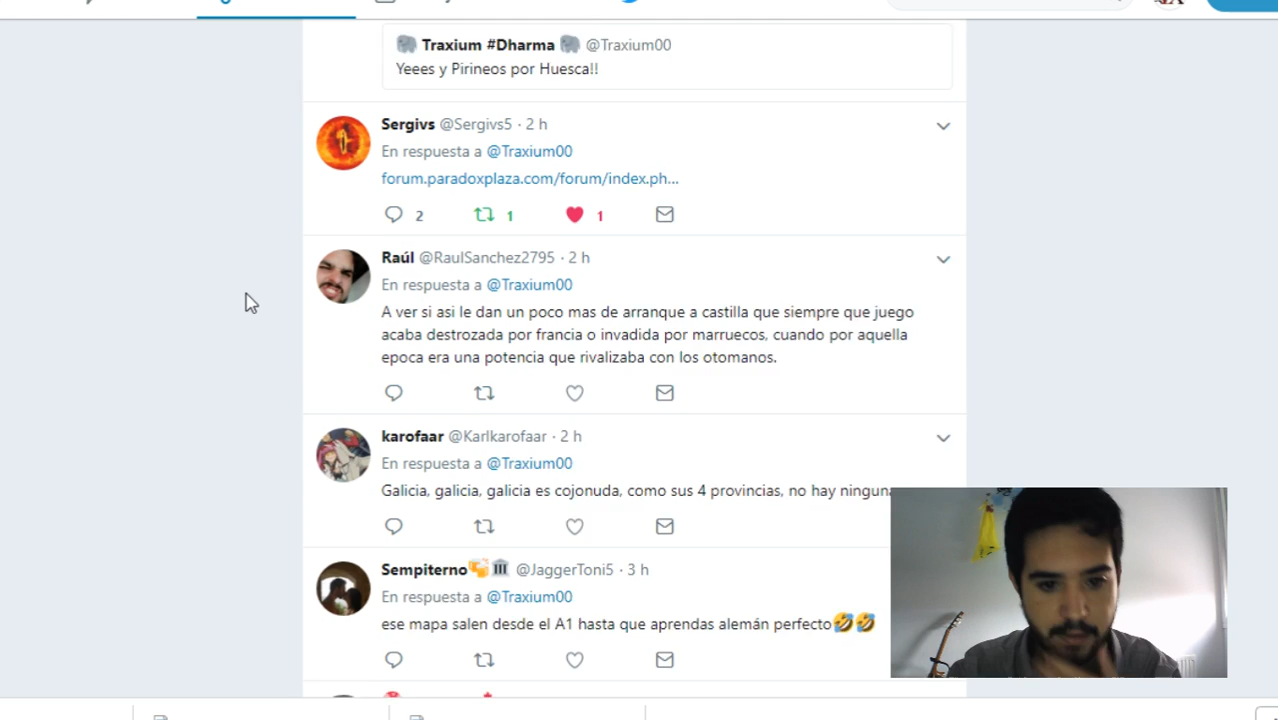 Traxium #Dharma @Traxium00
Yeees y Pirineos por Huesca!!
Sergivs @Sergivs5 · 2 h
En respuesta a @Traxium00
forum.paradoxplaza.com/forum/index.ph...
2 1 1
Raúl @RaulSanchez2795 · 2 h
En respuesta a @Traxium00
A ver si asi le dan un poco mas de arranque a castilla que siempre que juego
acaba destrozada por francia o invadida por marruecos, cuando por aquella
epoca era una potencia que rivalizaba con los otomanos.
karofaar @Karlkarofaar · 2 h
En respuesta a @Traxium00
Galicia, galicia, galicia es cojonuda, como sus 4 provincias, no hay ninguna
Sempiterno @JaggerToni5 · 3 h
En respuesta a @Traxium00
ese mapa salen desde el A1 hasta que aprendas alemán perfecto🤣🤣